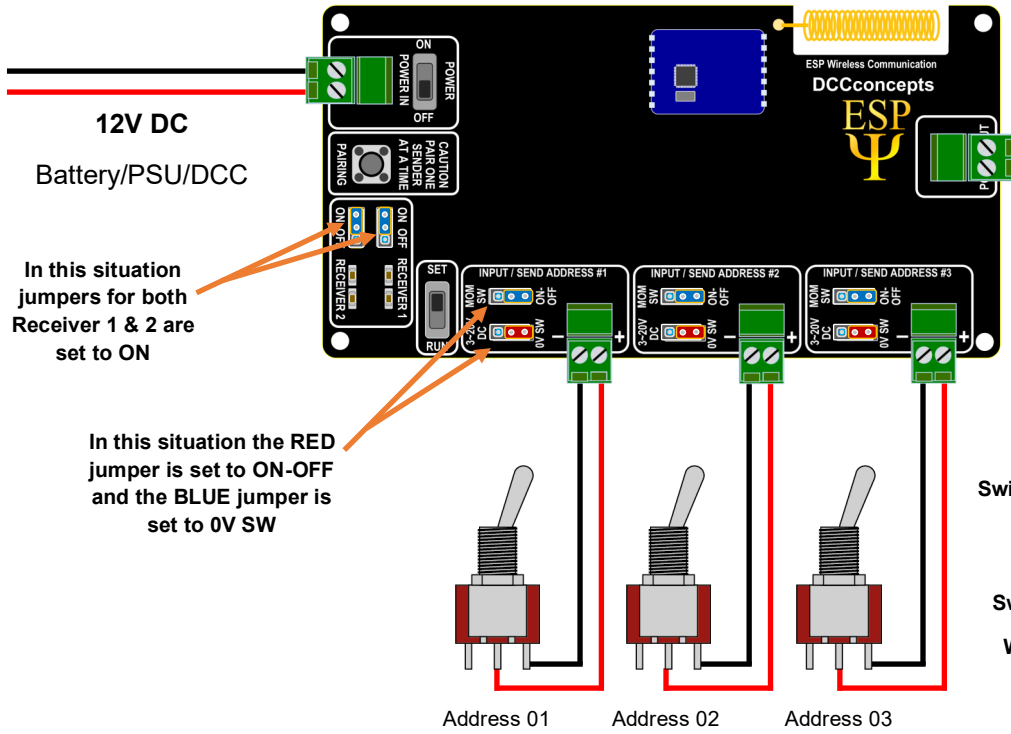 12V DC
Battery/PSU/DCC
ON
POWER IN
POWER
OFF
PAIRING
CAUTION
PAIR ONE
SENDER
AT A TIME
ON OFF
ON OFF
RECEIVER 2
RECEIVER 1
SET
RUN
ESP Wireless Communication
DCCconcepts
ESP
Ψ
INPUT / SEND ADDRESS #1
MOM
SW
ON-
OFF
3~20V
DC
0V SW
−
+
INPUT / SEND ADDRESS #2
MOM
SW
ON-
OFF
3~20V
DC
0V SW
−
+
INPUT / SEND ADDRESS #3
MOM
SW
ON-
OFF
3~20V
DC
0V SW
−
+
In this situation
jumpers for both
Receiver 1 & 2 are
set to ON
In this situation the RED
jumper is set to ON-OFF
and the BLUE jumper is
set to 0V SW
Address 01
Address 02
Address 03